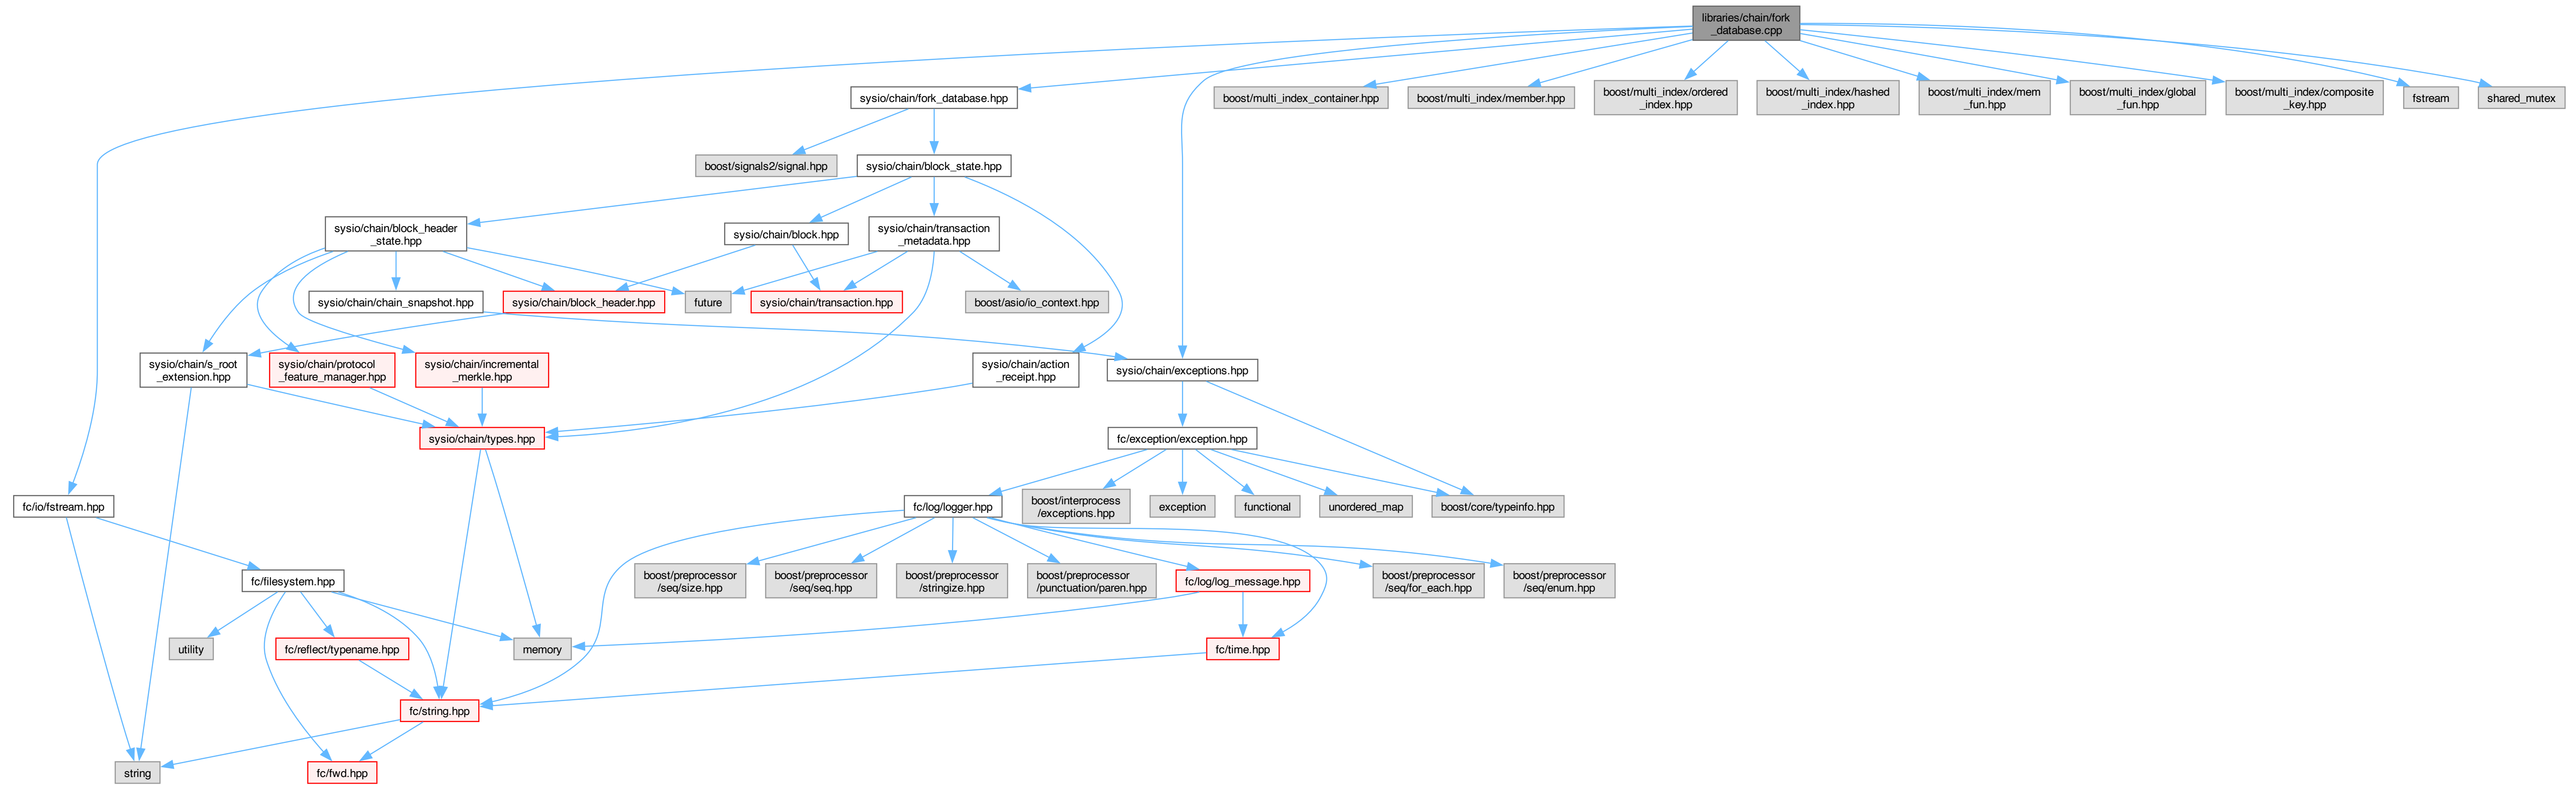 libraries/chain/fork
_database.cpp
sysio/chain/fork_database.hpp
boost/multi_index_container.hpp
boost/multi_index/member.hpp
boost/multi_index/ordered
_index.hpp
boost/multi_index/hashed
_index.hpp
boost/multi_index/mem
_fun.hpp
boost/multi_index/global
_fun.hpp
boost/multi_index/composite
_key.hpp
fstream
shared_mutex
boost/signals2/signal.hpp
sysio/chain/block_state.hpp
sysio/chain/block_header
_state.hpp
sysio/chain/block.hpp
sysio/chain/transaction
_metadata.hpp
sysio/chain/chain_snapshot.hpp
sysio/chain/block_header.hpp
future
sysio/chain/transaction.hpp
boost/asio/io_context.hpp
sysio/chain/s_root
_extension.hpp
sysio/chain/protocol
_feature_manager.hpp
sysio/chain/incremental
_merkle.hpp
sysio/chain/action
_receipt.hpp
sysio/chain/exceptions.hpp
sysio/chain/types.hpp
fc/exception/exception.hpp
fc/io/fstream.hpp
fc/log/logger.hpp
boost/interprocess
/exceptions.hpp
exception
functional
unordered_map
boost/core/typeinfo.hpp
fc/filesystem.hpp
boost/preprocessor
/seq/size.hpp
boost/preprocessor
/seq/seq.hpp
boost/preprocessor
/stringize.hpp
boost/preprocessor
/punctuation/paren.hpp
fc/log/log_message.hpp
boost/preprocessor
/seq/for_each.hpp
boost/preprocessor
/seq/enum.hpp
utility
fc/reflect/typename.hpp
memory
fc/time.hpp
fc/string.hpp
string
fc/fwd.hpp